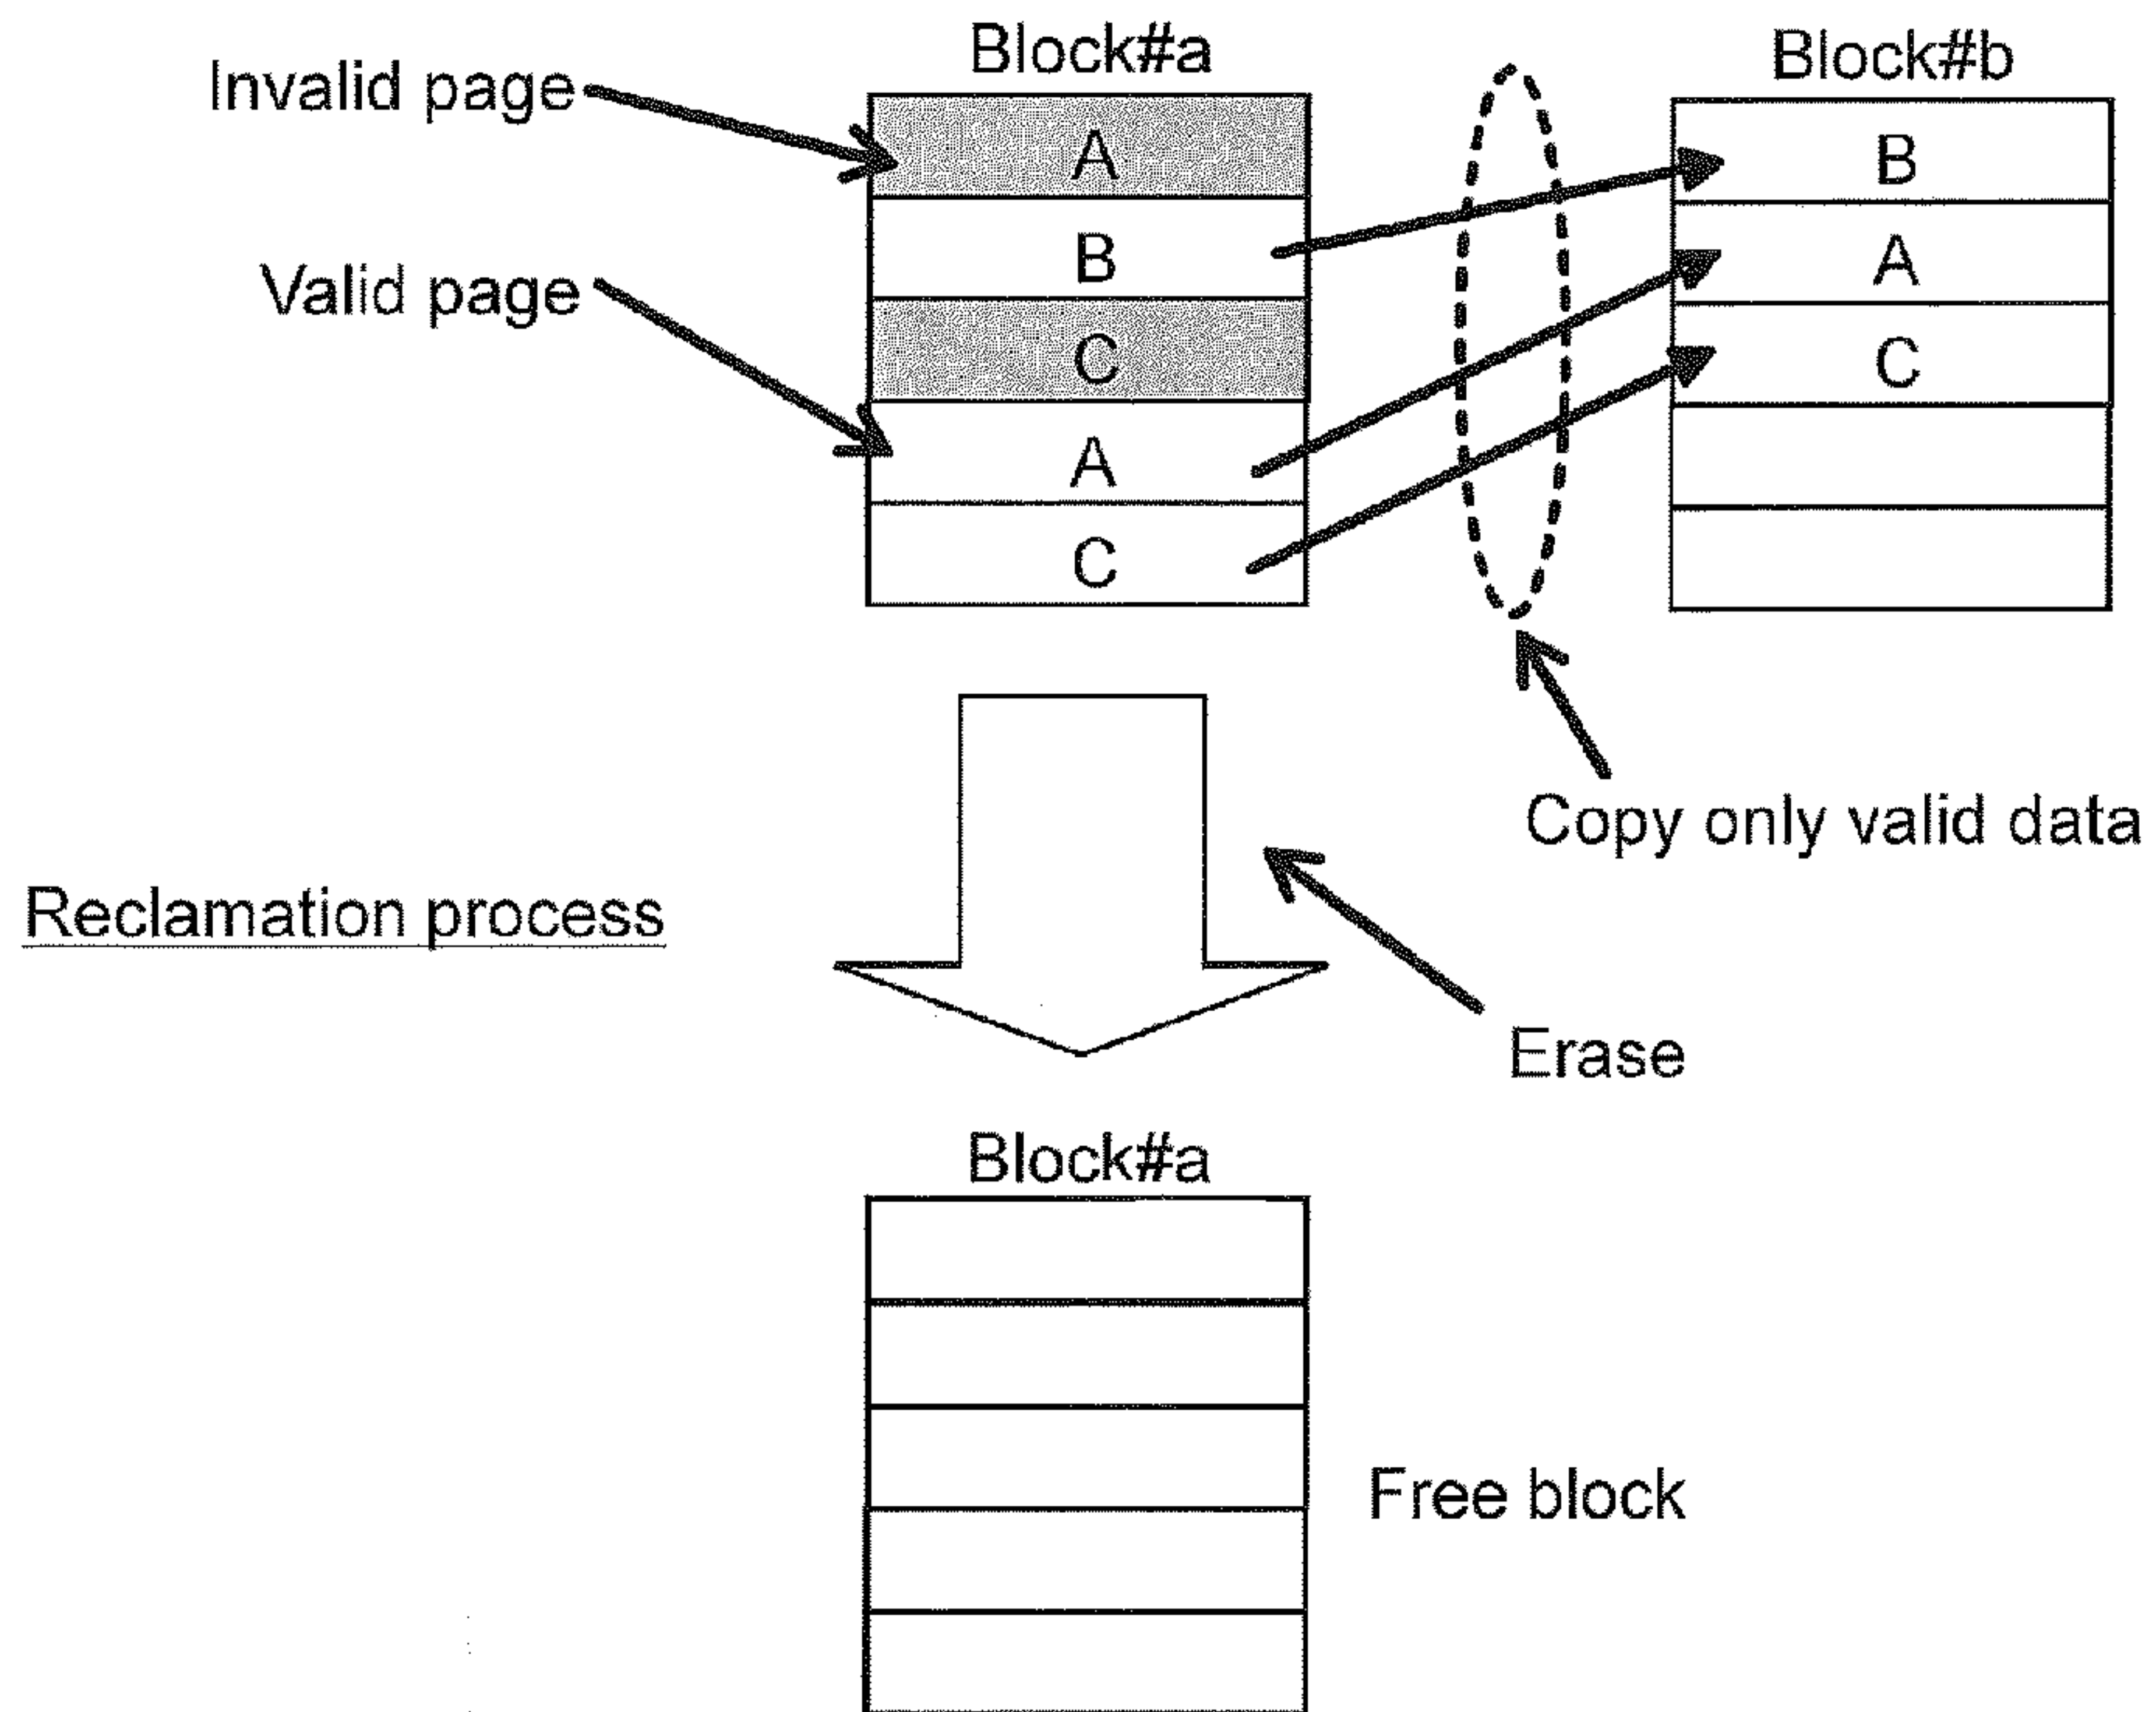 Block#a
Block#b
Invalid page
A
B
B
A
Valid page
C
C
A
C
Copy only valid data
Reclamation process
Erase
Block#a
Free block